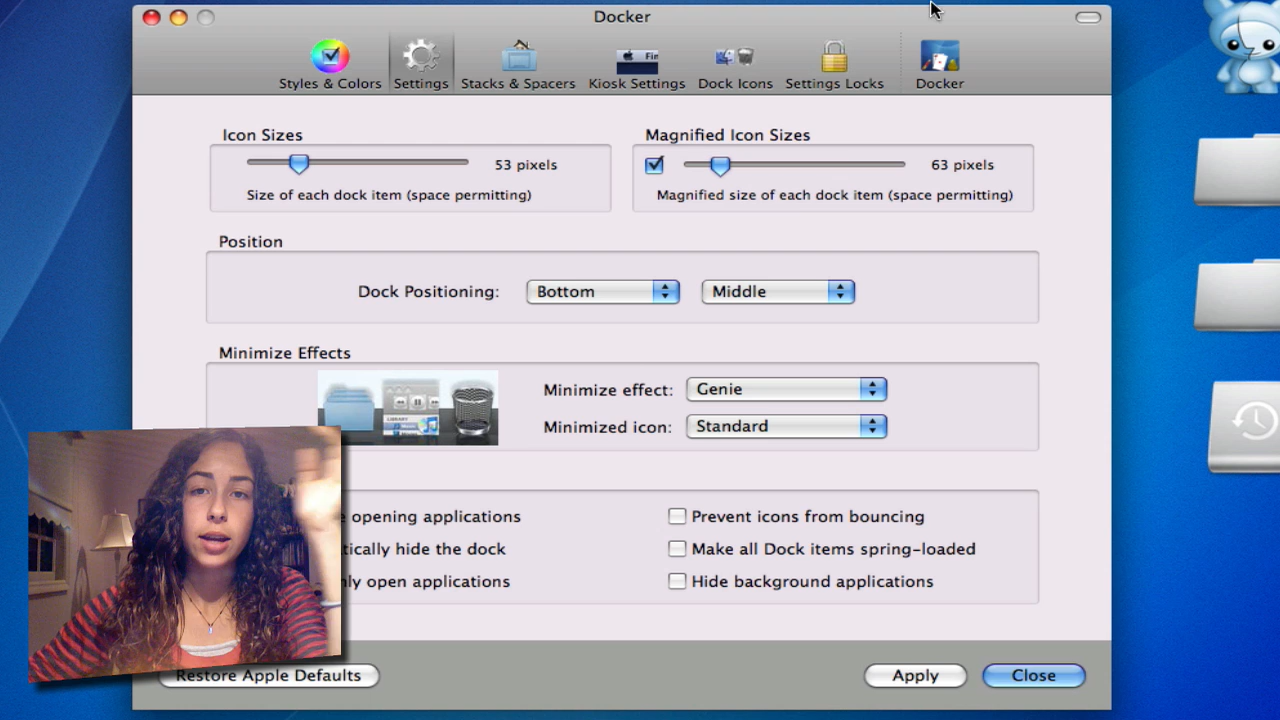 Docker
Styles & Colors Settings Stacks & Spacers Kiosk Settings Dock Icons Settings Locks Docker
Icon Sizes
53 pixels
Size of each dock item (space permitting)
Magnified Icon Sizes
63 pixels
Magnified size of each dock item (space permitting)
Position
Dock Positioning: Bottom Middle
Minimize Effects
Minimize effect: Genie
Minimized icon: Standard
opening applications
hide the dock
open applications
Prevent icons from bouncing
Make all Dock items spring-loaded
Hide background applications
Restore Apple Defaults Apply Close